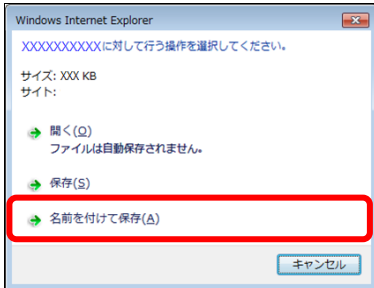 Windows Internet Explorer
XXXXXXXXXXに対して行う操作を選択してください。
サイズ: XXX KB
サイト:
開く(O)
ファイルは自動保存されません。
保存(S)
名前を付けて保存(A)
キャンセル